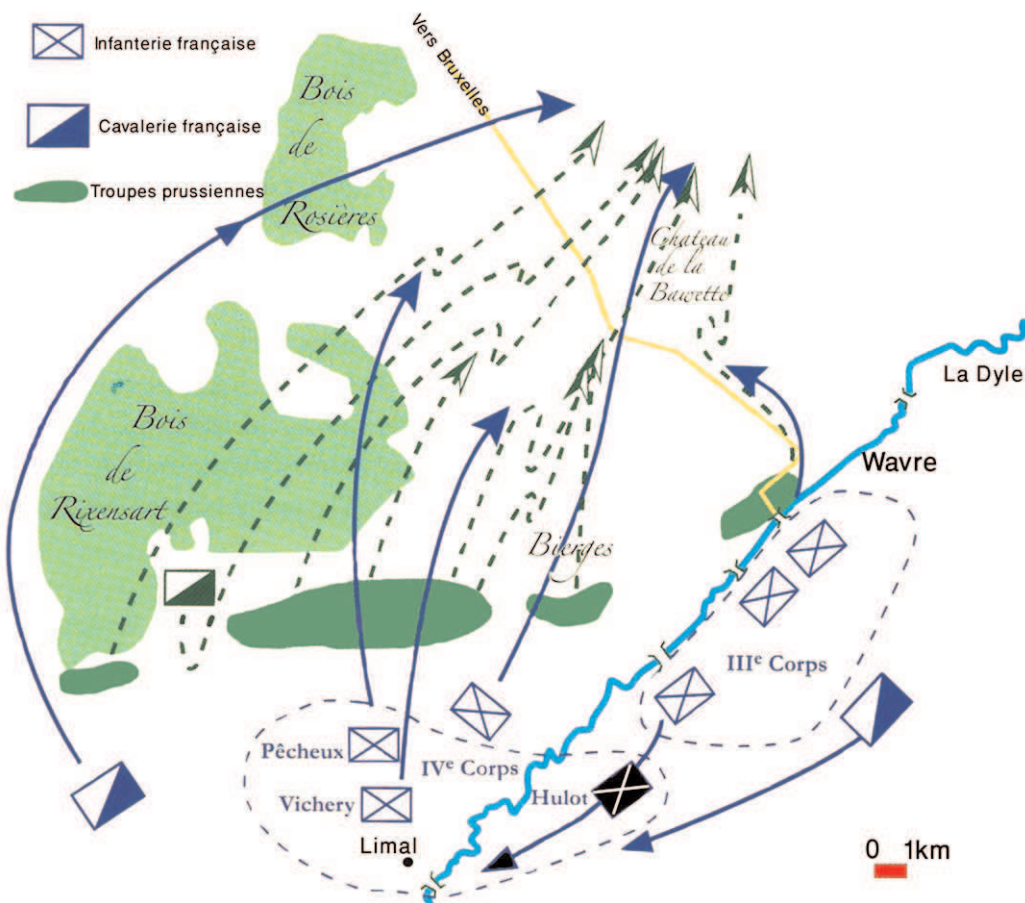 Infanterie française
Cavalerie française
Troupes prussiennes
Vers Bruxelles
Bois
de
Rosières
Chateau
de la
Bawette
La Dyle
Wavre
Bois
de
Rixensart
Bierges
IIIe Corps
Pêcheux
IVe Corps
Vichery
Hulot
Limal
0 1km